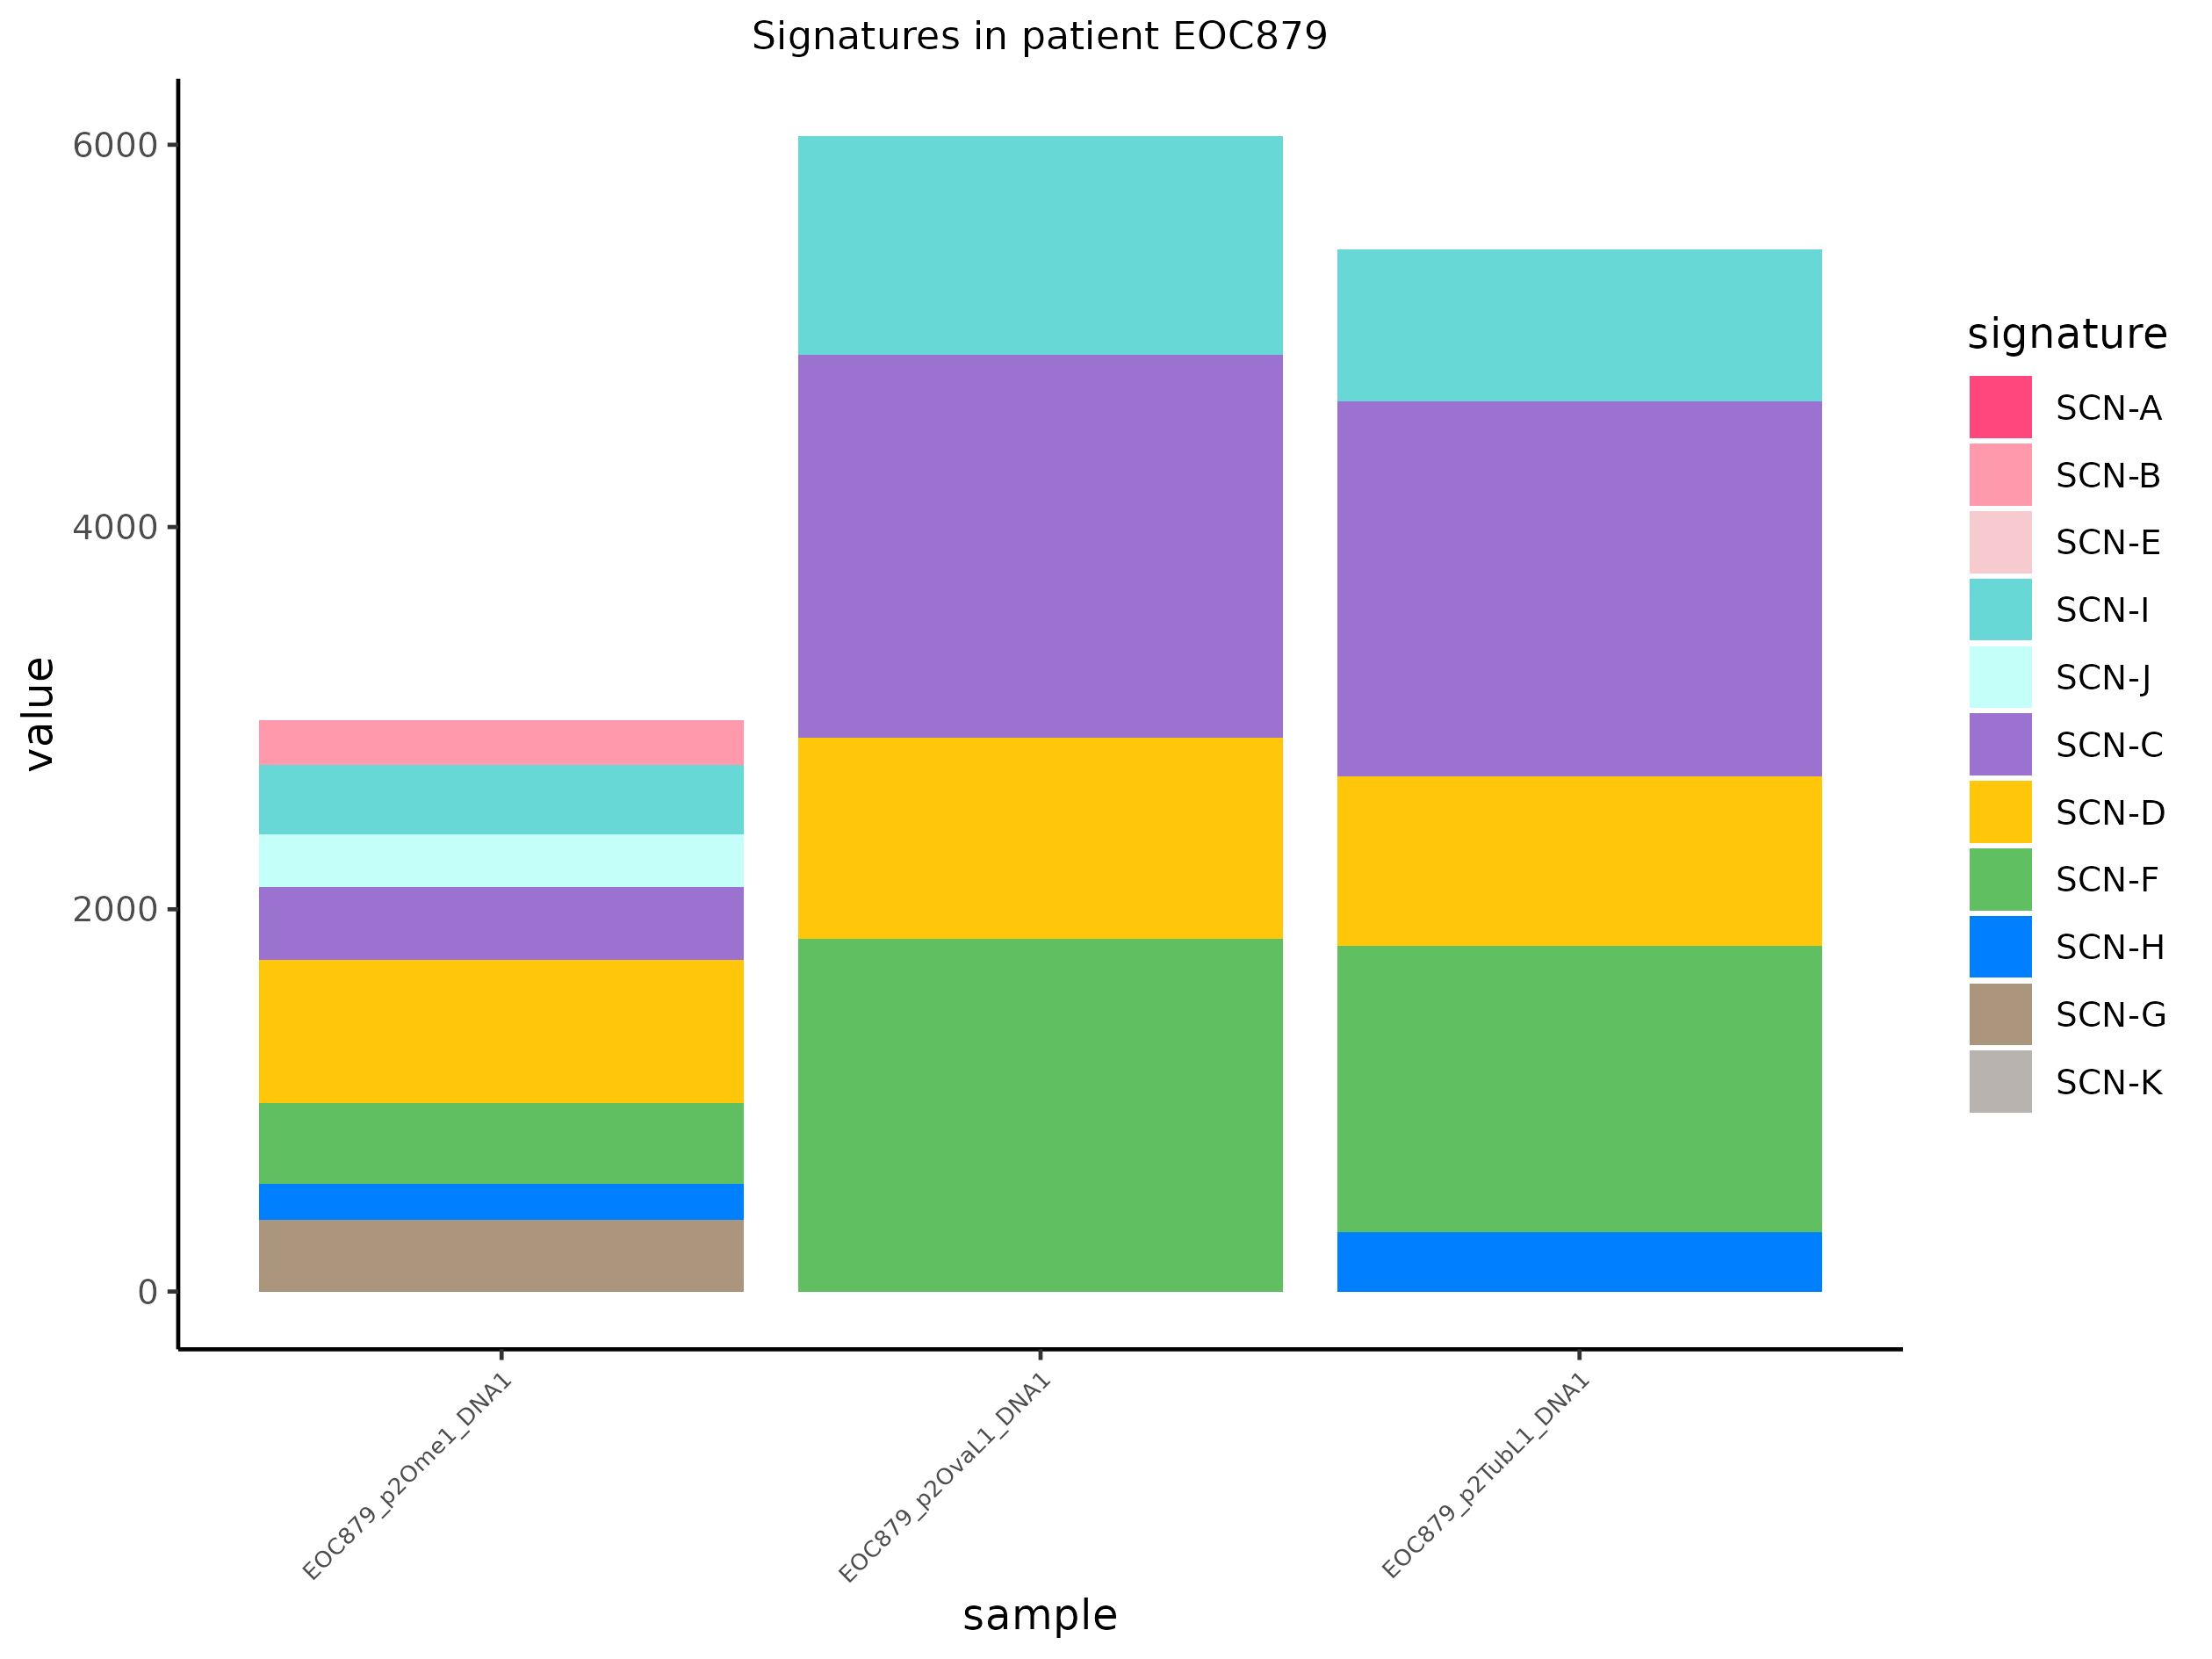 Signatures in patient EOC879
value
6000
4000
2000
0
EOC879_p2Ome1_DNA1
EOC879_p2OvaL1_DNA1
EOC879_p2TubL1_DNA1
sample
signature
SCN-A
SCN-B
SCN-E
SCN-I
SCN-J
SCN-C
SCN-D
SCN-F
SCN-H
SCN-G
SCN-K